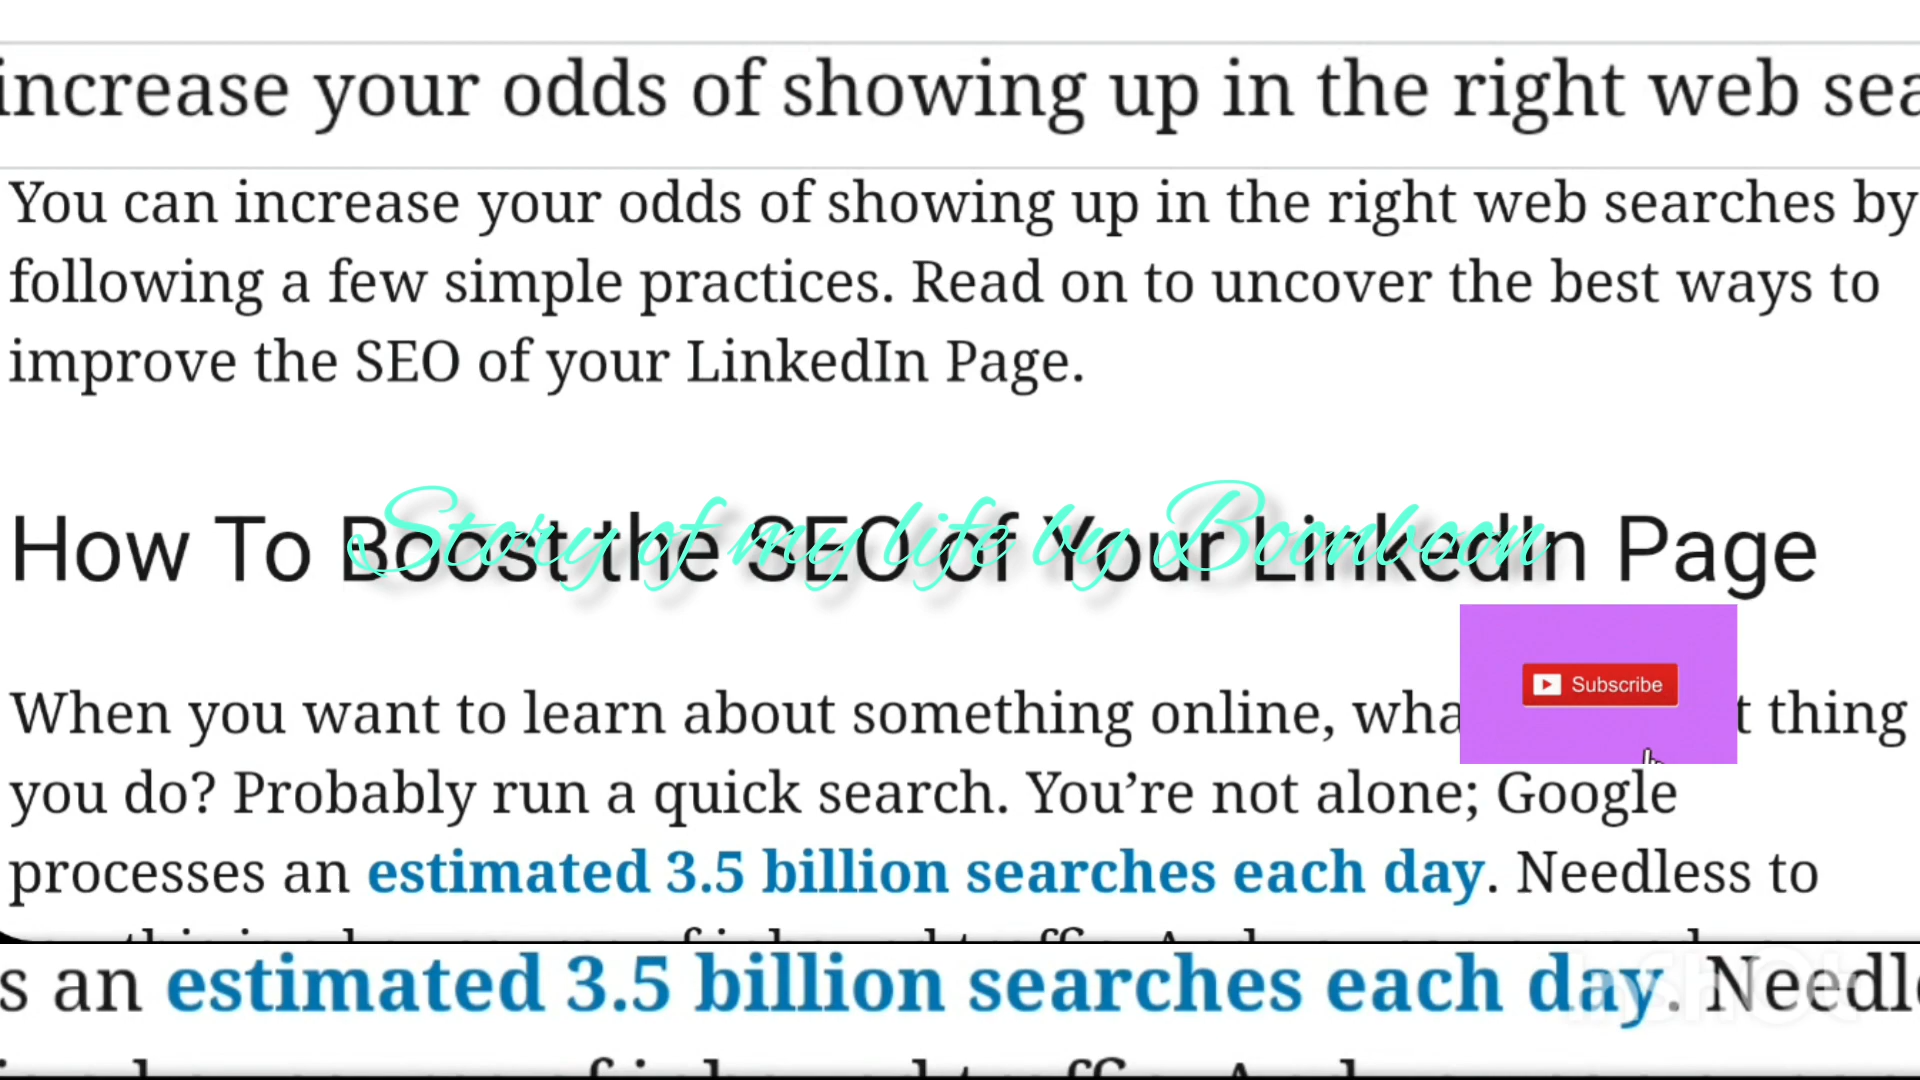 increase your odds of showing up in the right web sea
You can increase your odds of showing up in the right web searches by
following a few simple practices. Read on to uncover the best ways to
improve the SEO of your LinkedIn Page.
Story of my life by Boonboon
How To Boost the SEO of Your LinkedIn Page
Subscribe
When you want to learn about something online, wha t thing
you do? Probably run a quick search. You’re not alone; Google
processes an estimated 3.5 billion searches each day. Needless to
s an estimated 3.5 billion searches each day. Needl
InShOt